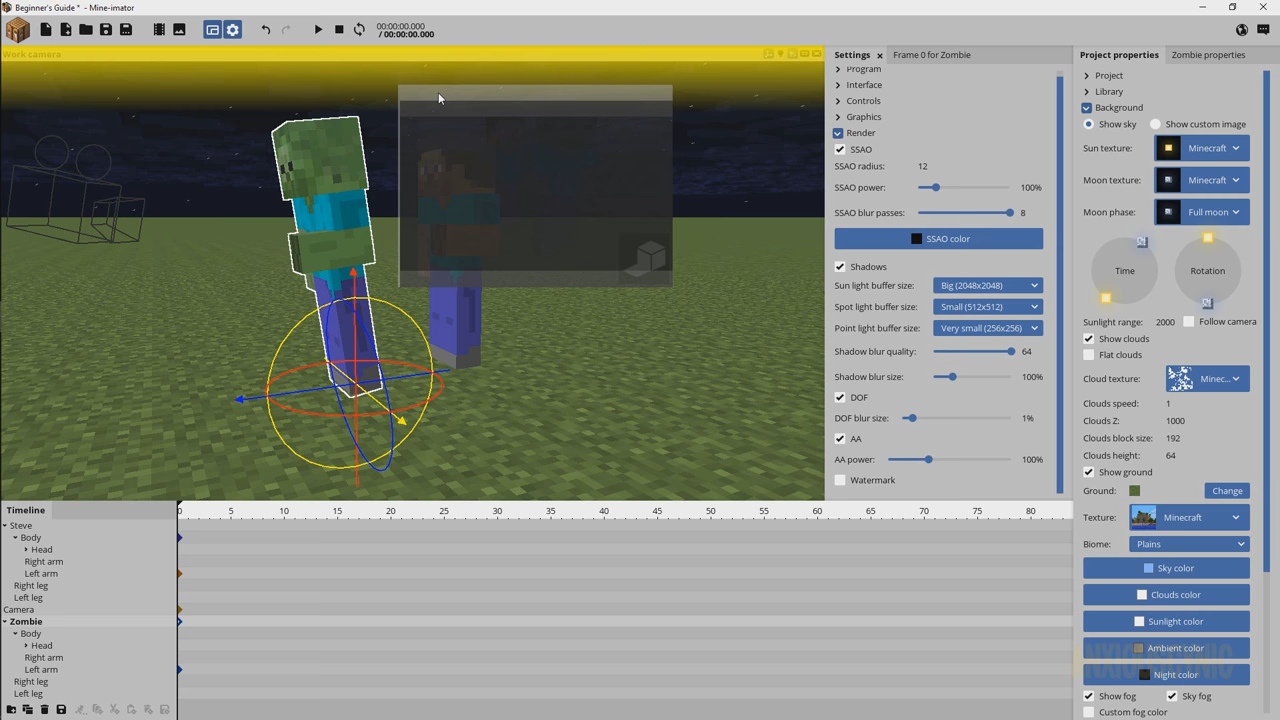 Beginner's Guide * - Mine-imator
00:00:00.000
/ 00:00:00.000
Work camera
Settings
Frame 0 for Zombie
Program
Interface
Controls
Graphics
Render
SSAO
SSAO radius: 12
SSAO power: 100%
SSAO blur passes: 8
SSAO color
Shadows
Sun light buffer size: Big (2048x2048)
Spot light buffer size: Small (512x512)
Point light buffer size: Very small (256x256)
Shadow blur quality: 64
Shadow blur size: 100%
DOF
DOF blur size: 1%
AA
AA power: 100%
Watermark
Project properties
Zombie properties
Project
Library
Background
Show sky Show custom image
Sun texture: Minecraft
Moon texture: Minecraft
Moon phase: Full moon
Time Rotation
Sunlight range: 2000 Follow camera
Show clouds
Flat clouds
Cloud texture: Minec...
Clouds speed: 1
Clouds Z: 1000
Clouds block size: 192
Clouds height: 64
Show ground
Ground: Change
Texture: Minecraft
Biome: Plains
Sky color
Clouds color
Sunlight color
Ambient color
Night color
Show fog Sky fog
Custom fog color
Timeline
0 5 10 15 20 25 30 35 40 45 50 55 60 65 70 75 80
Steve
Body
Head
Right arm
Left arm
Right leg
Left leg
Camera
Zombie
Body
Head
Right arm
Left arm
Right leg
Left leg